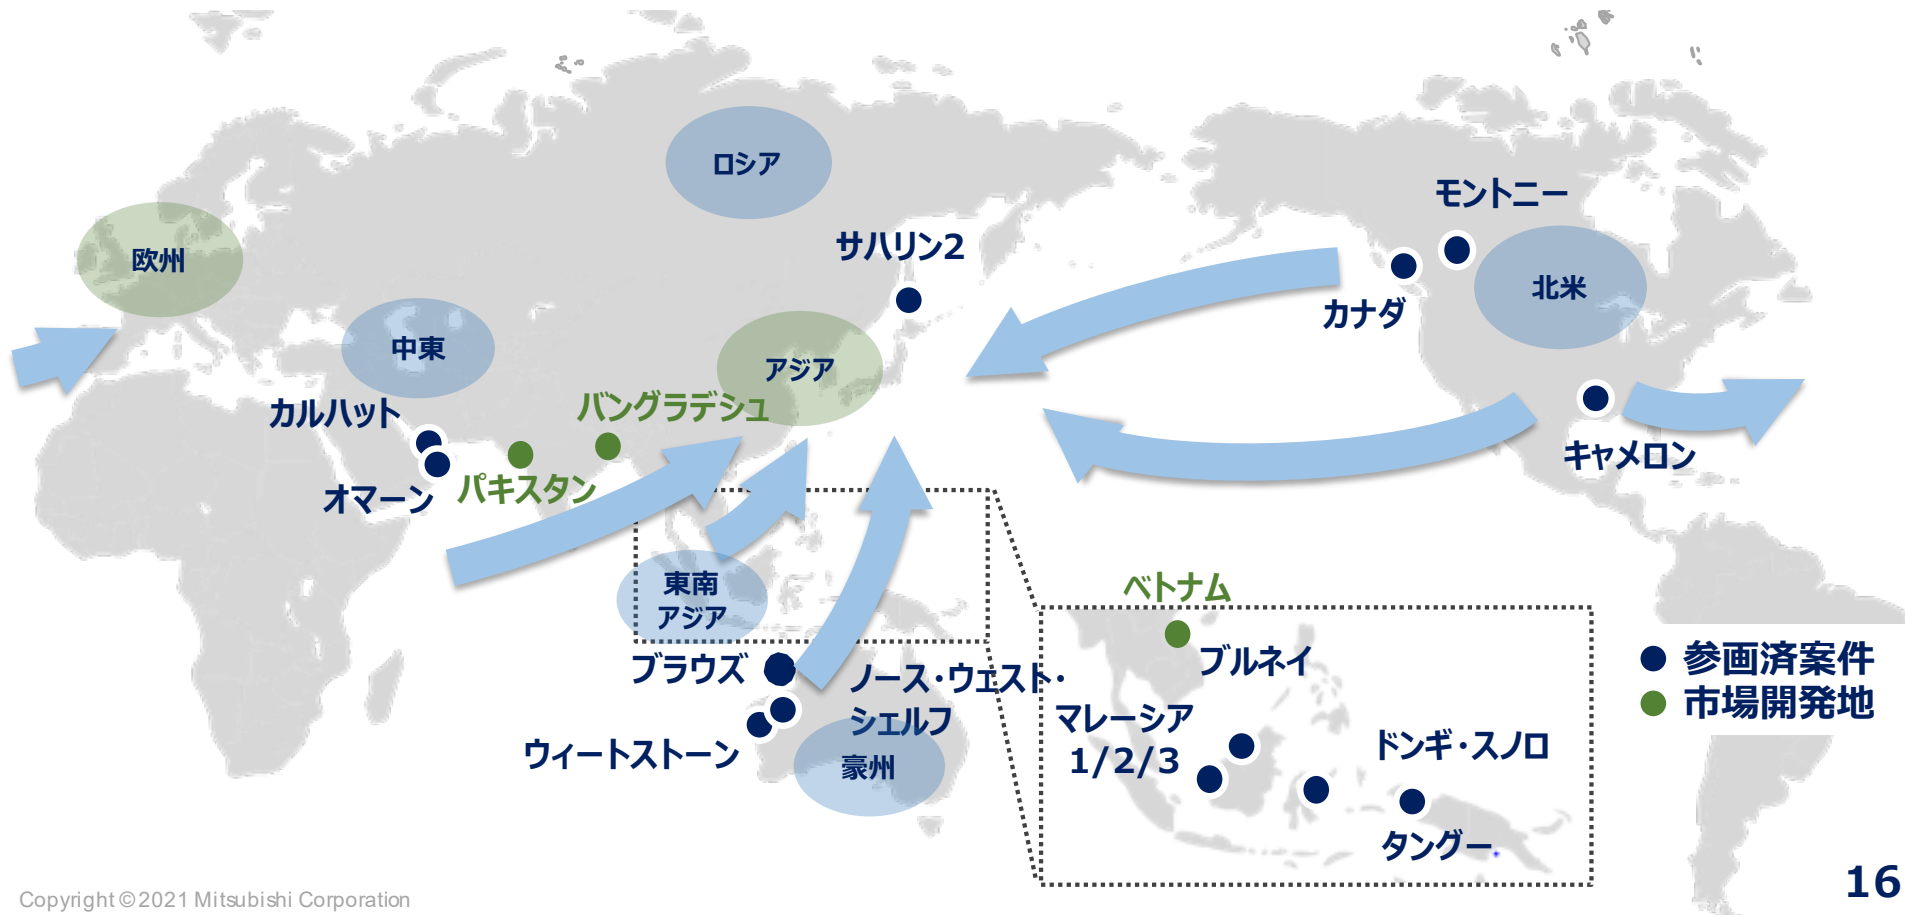 ロシア
モントニー
サハリン2
欧州
北米
カナダ
中東
アジア
カルハット
バングラデシュ
キャメロン
オマーン
パキスタン
東南
アジア
ベトナム
ブラウズ
ノース・ウェスト・
シェルフ
ブルネイ
参画済案件
市場開発地
マレーシア
1/2/3
ウィートストーン
豪州
ドンギ・スノロ
タングー
Copyright ©2021 Mitsubishi Corporation
16